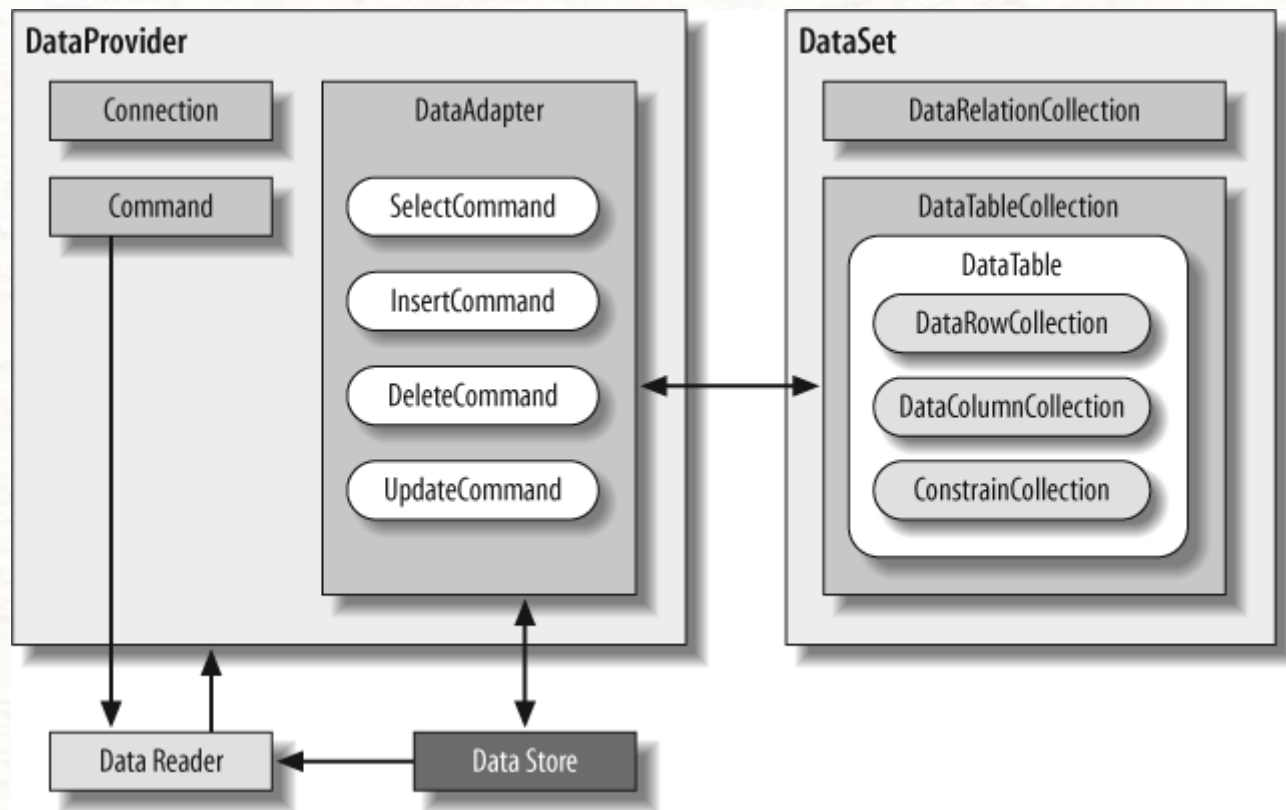 DataProvider
Connection
Command
DataAdapter
SelectCommand
InsertCommand
DeleteCommand
UpdateCommand
Data Reader
Data Store
DataSet
DataRelationCollection
DataTableCollection
DataTable
DataRowCollection
DataColumnCollection
ConstrainCollection